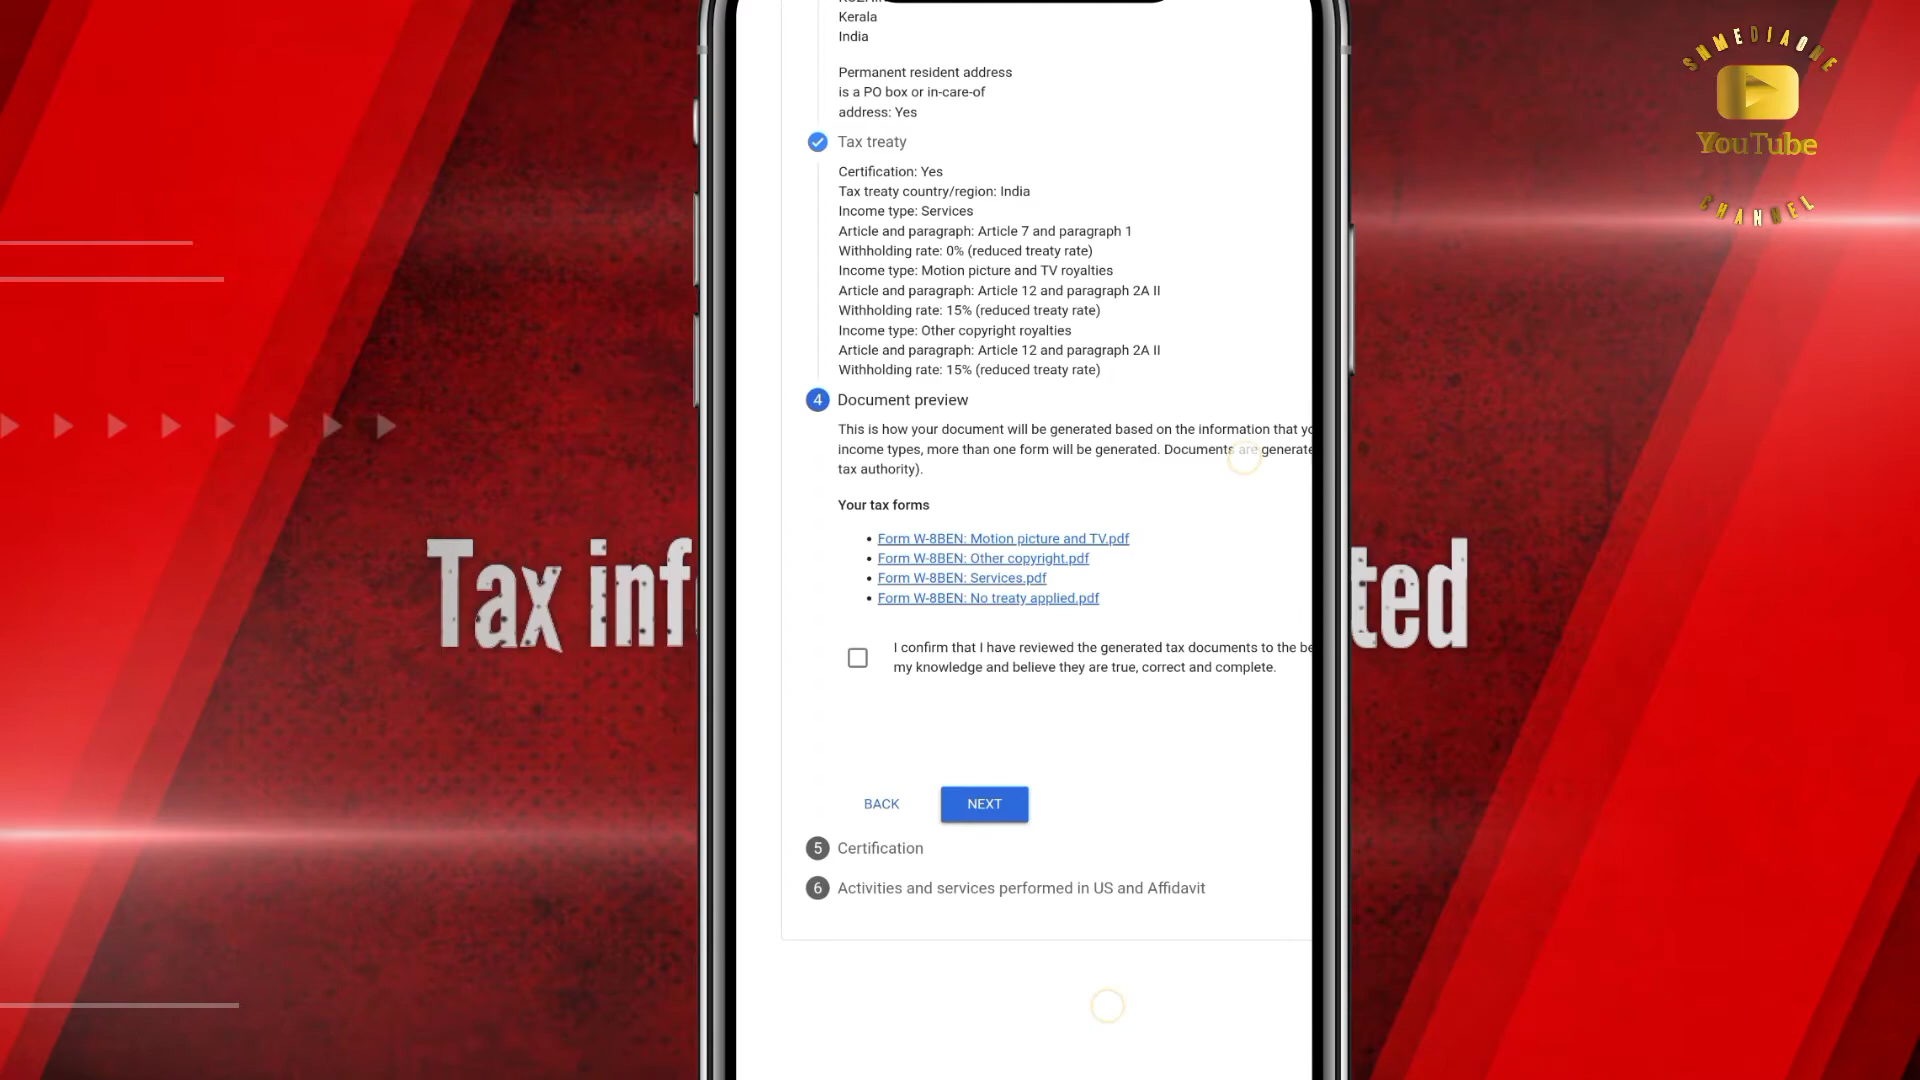 Kerala
India
Permanent resident address
is a PO box or in-care-of
address: Yes
Tax treaty
Certification: Yes
Tax treaty country/region: India
Income type: Services
Article and paragraph: Article 7 and paragraph 1
Withholding rate: 0% (reduced treaty rate)
Income type: Motion picture and TV royalties
Article and paragraph: Article 12 and paragraph 2A II
Withholding rate: 15% (reduced treaty rate)
Income type: Other copyright royalties
Article and paragraph: Article 12 and paragraph 2A II
Withholding rate: 15% (reduced treaty rate)
4 Document preview
This is how your document will be generated based on the information that
income types, more than one form will be generated. Documents are generate
tax authority).
Your tax forms
• Form W-8BEN: Motion picture and TV.pdf
• Form W-8BEN: Other copyright.pdf
• Form W-8BEN: Services.pdf
• Form W-8BEN: No treaty applied.pdf
I confirm that I have reviewed the generated tax documents to the be
my knowledge and believe they are true, correct and complete.
BACK NEXT
5 Certification
6 Activities and services performed in US and Affidavit
Tax inf
ted
SHMEDIAONE
YouTube
CHANNEL